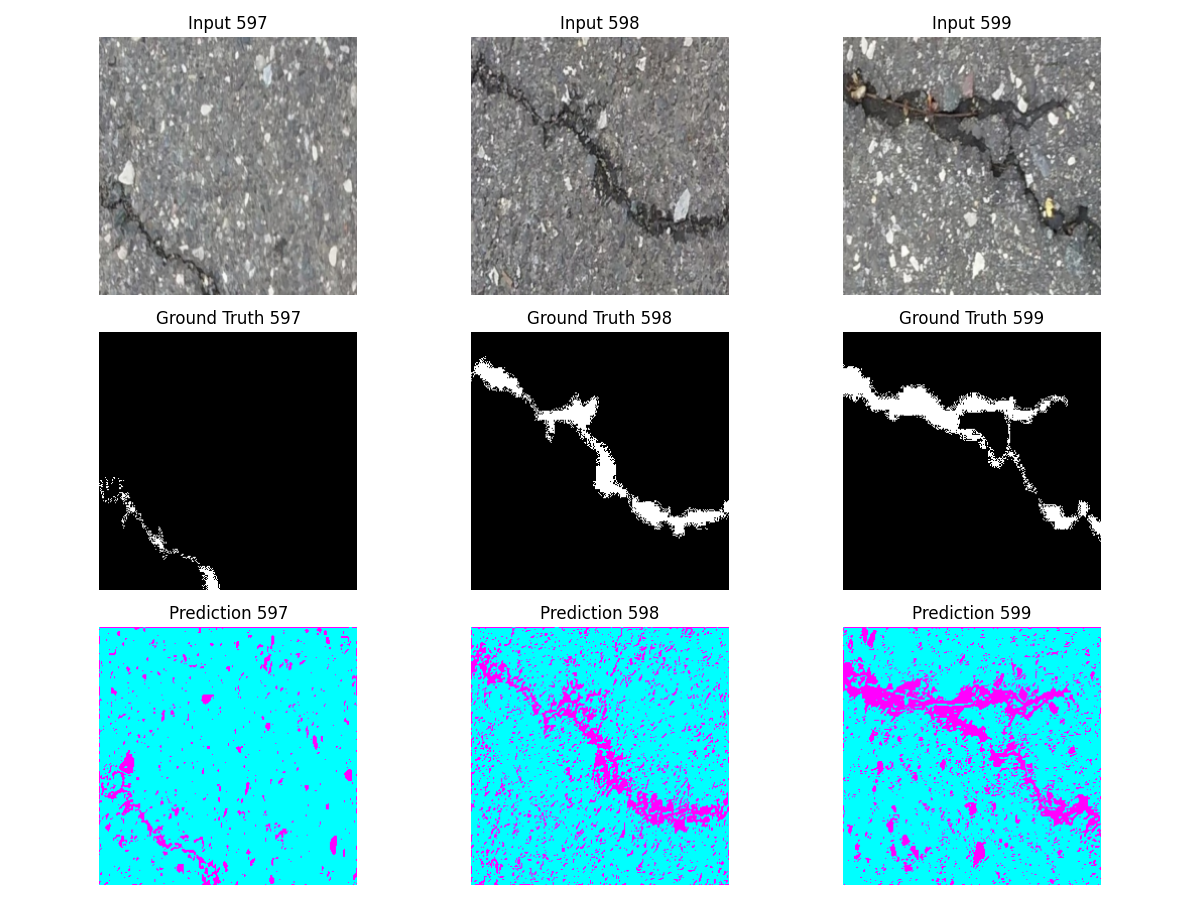 Input 597
Input 598
Input 599
Ground Truth 597
Ground Truth 598
Ground Truth 599
Prediction 597
Prediction 598
Prediction 599